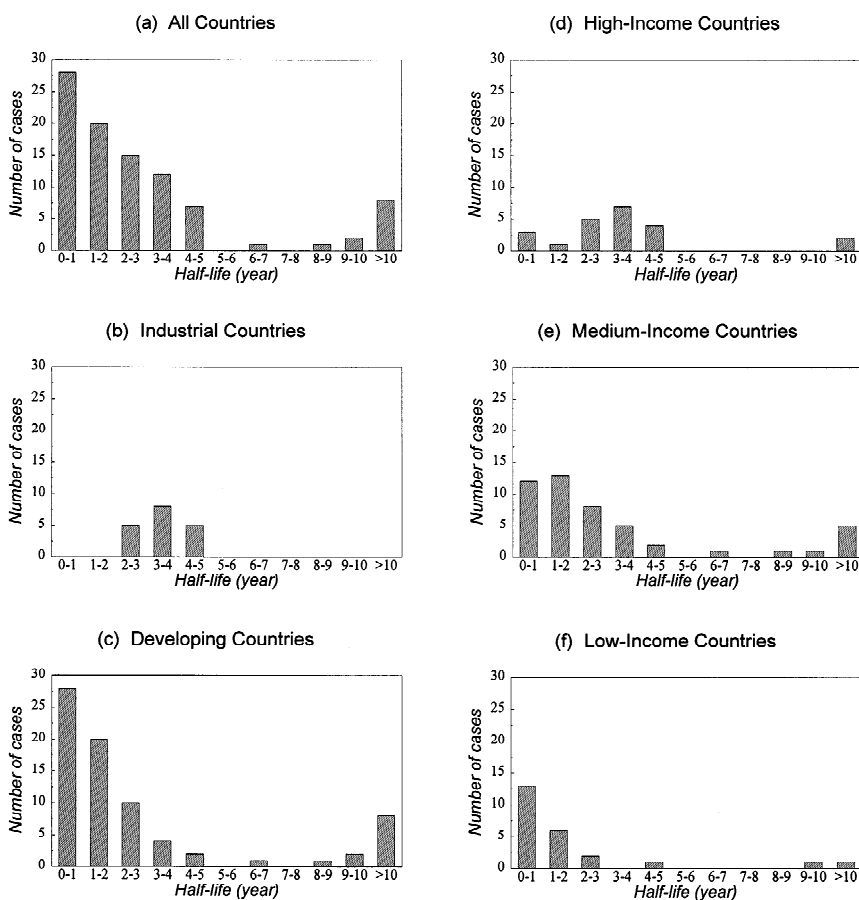 (a) All Countries
Number of cases
30
25
20
15
10
5
0
0-1 1-2 2-3 3-4 4-5 5-6 6-7 7-8 8-9 9-10 >10
Half-life (year)
(b) Industrial Countries
Number of cases
30
25
20
15
10
5
0
0-1 1-2 2-3 3-4 4-5 5-6 6-7 7-8 8-9 9-10 >10
Half-life (year)
(c) Developing Countries
Number of cases
30
25
20
15
10
5
0
0-1 1-2 2-3 3-4 4-5 5-6 6-7 7-8 8-9 9-10 >10
Half-life (year)
(d) High-Income Countries
Number of cases
30
25
20
15
10
5
0
0-1 1-2 2-3 3-4 4-5 5-6 6-7 7-8 8-9 9-10 >10
Half-life (year)
(e) Medium-Income Countries
Number of cases
30
25
20
15
10
5
0
0-1 1-2 2-3 3-4 4-5 5-6 6-7 7-8 8-9 9-10 >10
Half-life (year)
(f) Low-Income Countries
Number of cases
30
25
20
15
10
5
0
0-1 1-2 2-3 3-4 4-5 5-6 6-7 7-8 8-9 9-10 >10
Half-life (year)